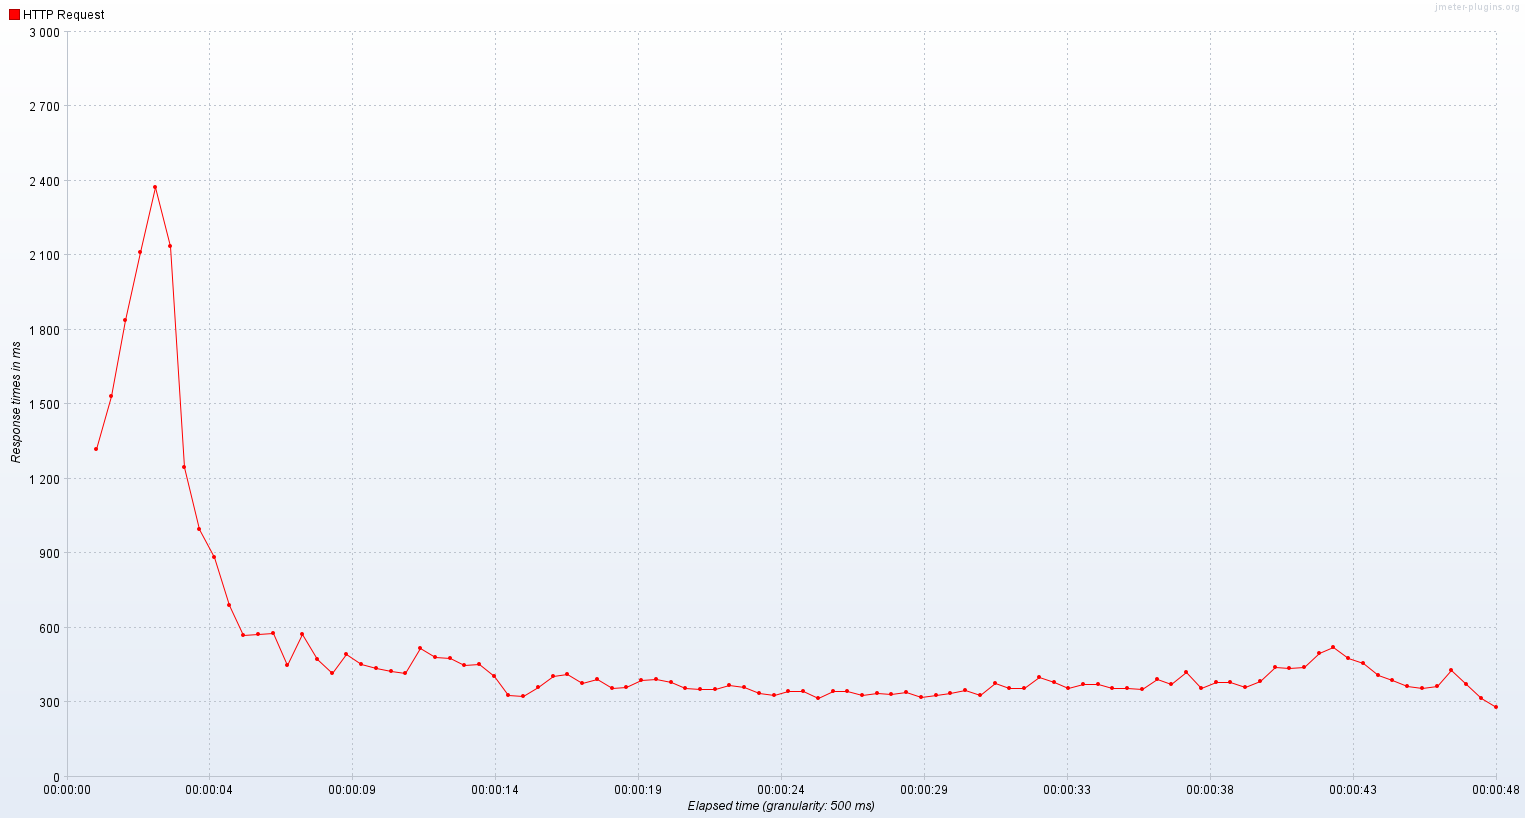 HTTP Request
jmeter-plugins.org
3 000
2 700
2 400
2 100
1 800
1 500
1 200
900
600
300
0
Response times in ms
00:00:00 00:00:04 00:00:09 00:00:14 00:00:19 00:00:24 00:00:29 00:00:33 00:00:38 00:00:43 00:00:48
Elapsed time (granularity: 500 ms)